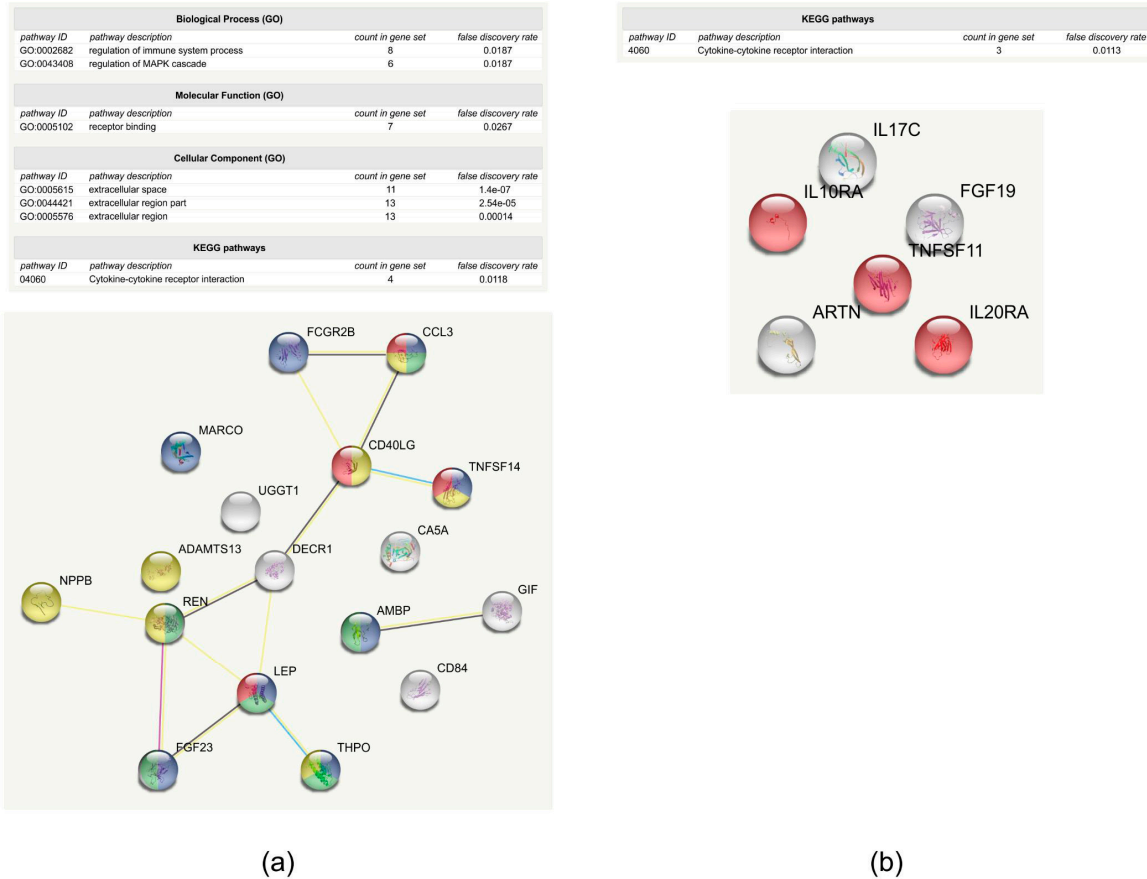 Biological Process (GO)
pathway ID pathway description count in gene set false discovery rate
GO:0002682 regulation of immune system process 8 0.0187
GO:0043408 regulation of MAPK cascade 6 0.0187
Molecular Function (GO)
pathway ID pathway description count in gene set false discovery rate
GO:0005102 receptor binding 7 0.0267
Cellular Component (GO)
pathway ID pathway description count in gene set false discovery rate
GO:0005615 extracellular space 11 1.4e-07
GO:0044421 extracellular region part 13 2.54e-05
GO:0005576 extracellular region 13 0.00014
KEGG pathways
pathway ID pathway description count in gene set false discovery rate
04060 Cytokine-cytokine receptor interaction 4 0.0118
FCGR2B CCL3
MARCO
CD40LG
TNFSF14
UGGT1
CA5A
ADAMTS13 DECR1
NPPB
REN AMBP GIF
LEP CD84
FGF23 THPO
(a)
KEGG pathways
pathway ID pathway description count in gene set false discovery rate
4060 Cytokine-cytokine receptor interaction 3 0.0113
IL17C
IL10RA FGF19
TNFSF11
ARTN IL20RA
(b)